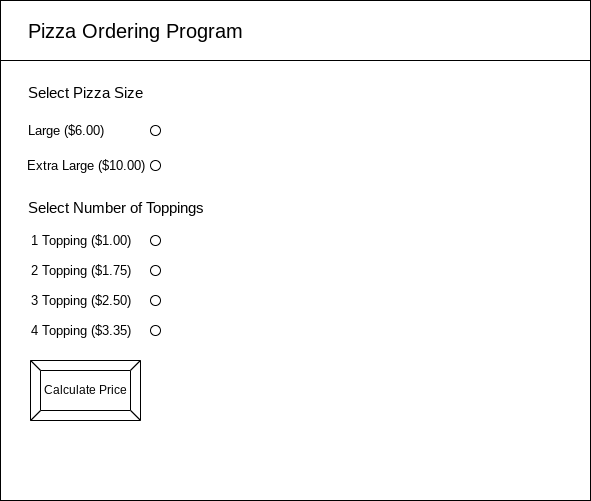 Pizza Ordering Program
Select Pizza Size
Large ($6.00)
Extra Large ($10.00)
Select Number of Toppings
1 Topping ($1.00)
2 Topping ($1.75)
3 Topping ($2.50)
4 Topping ($3.35)
Calculate Price